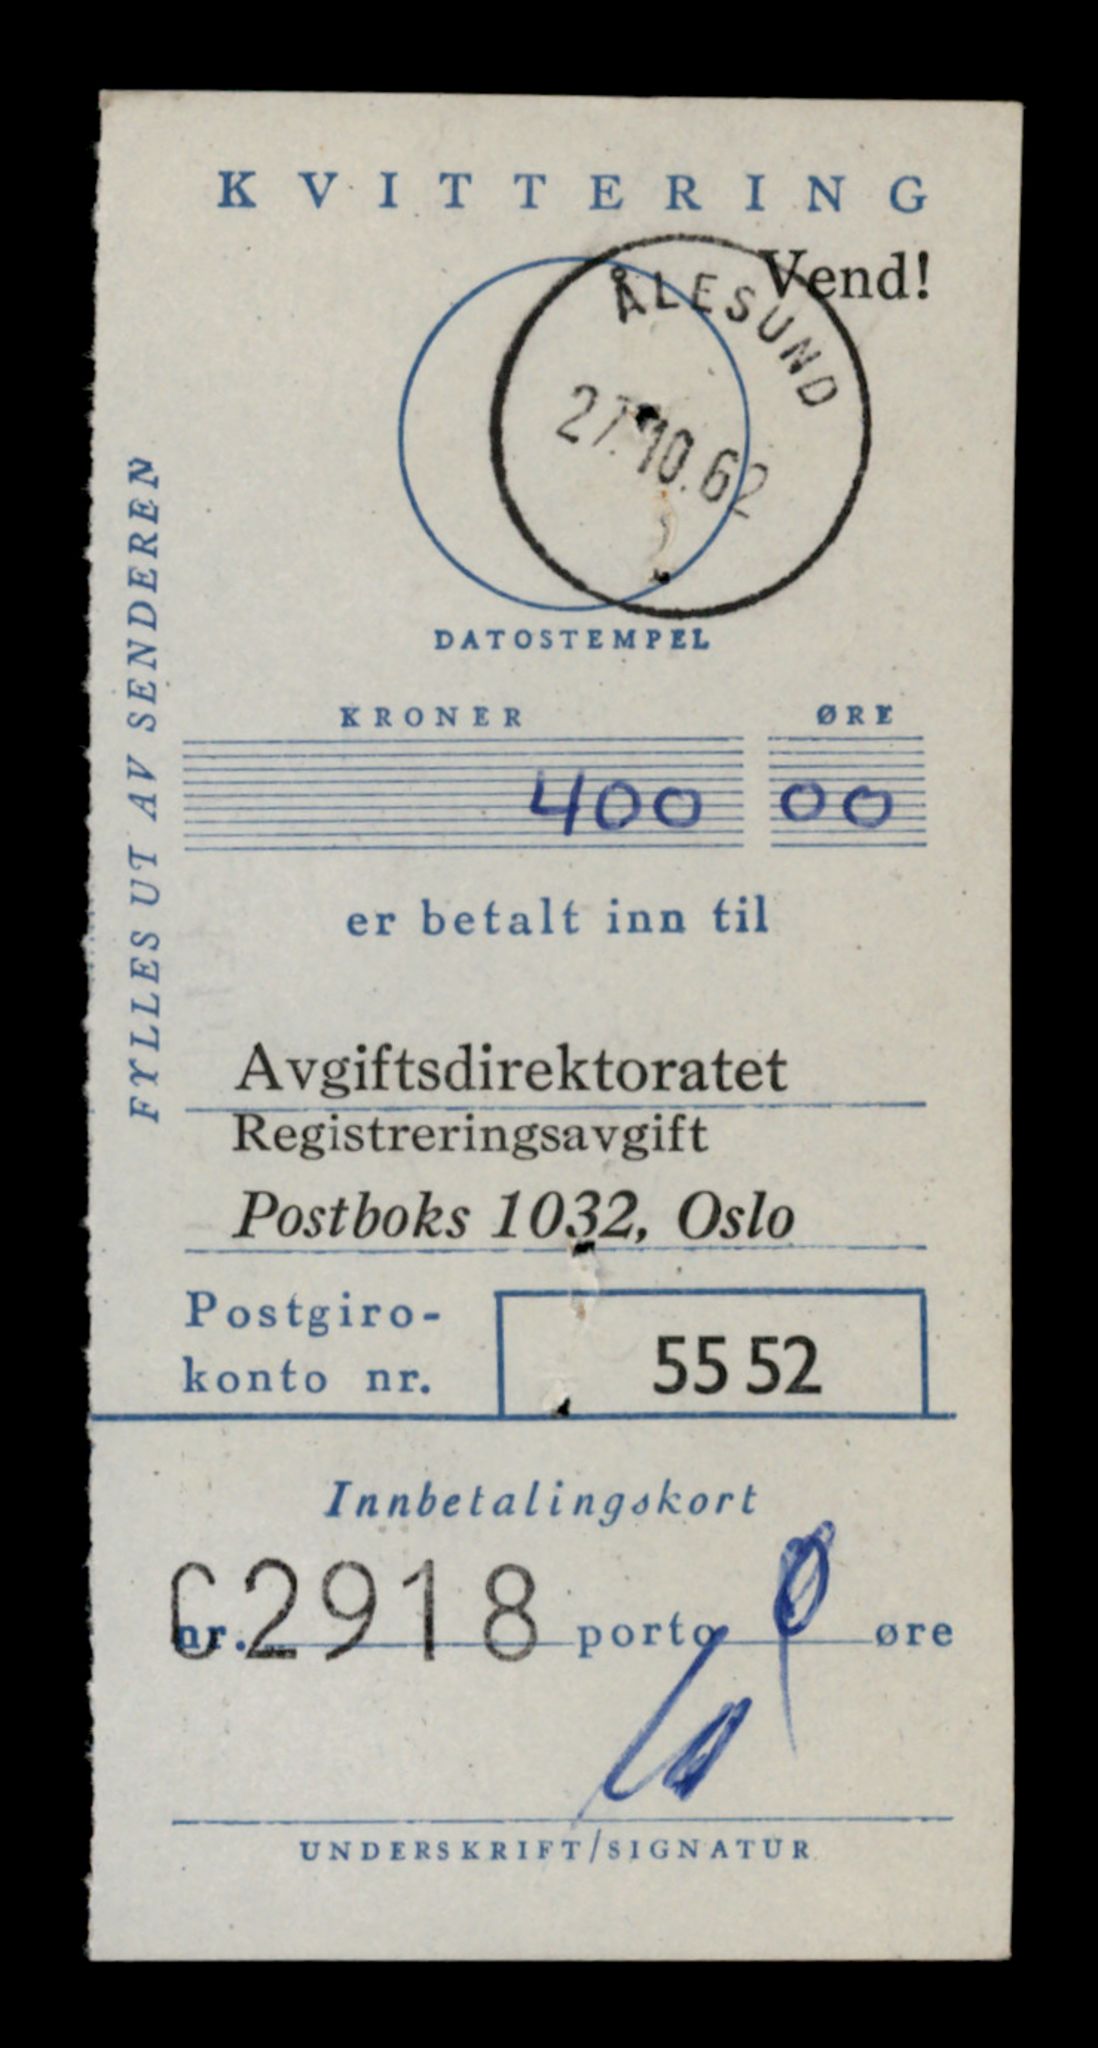 KVITTERING
Vend!
ÅLESUND
27.10.62
DATOSTEMPEL
FYLLES UT AV SENDEREN
KRONER ØRE
400 00
er betalt inn til
Avgiftsdirektoratet
Registreringsavgift
Postboks 1032, Oslo
Postgiro-
konto nr. 55 52
Innbetalingskort
nr. 2918 porto øre
UNDERSKRIFT/SIGNATUR